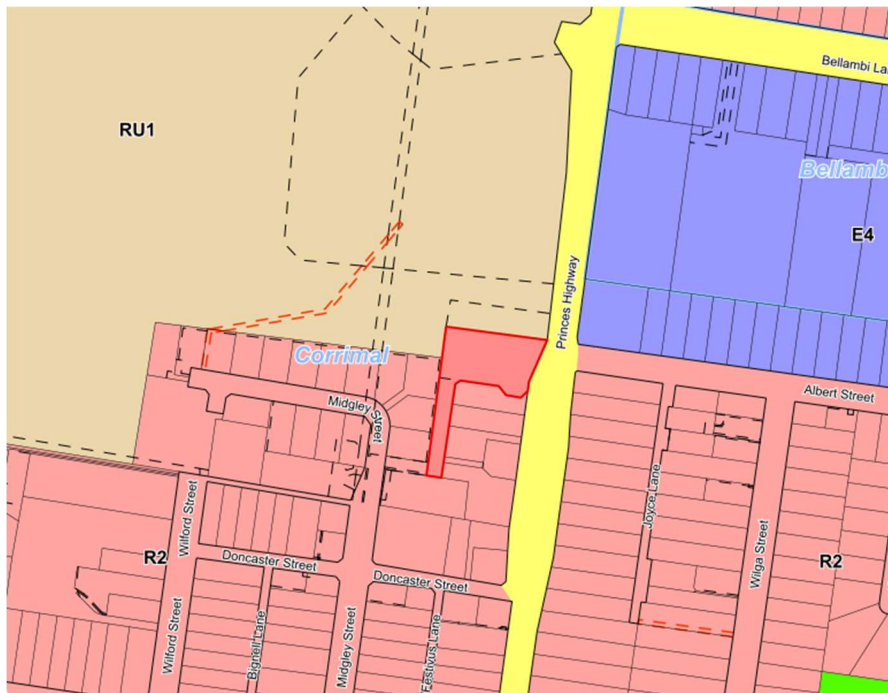 Bellambi La
RU1
Bellamb
E4
Princes Highway
Corrimal
Albert Street
Midgley Street
Joyce Lane
Wilford Street
R2
Doncaster Street
Doncaster Street
Wilga Street
R2
Wilford Street
Bignell Lane
Midgley Street
Festivus Lane